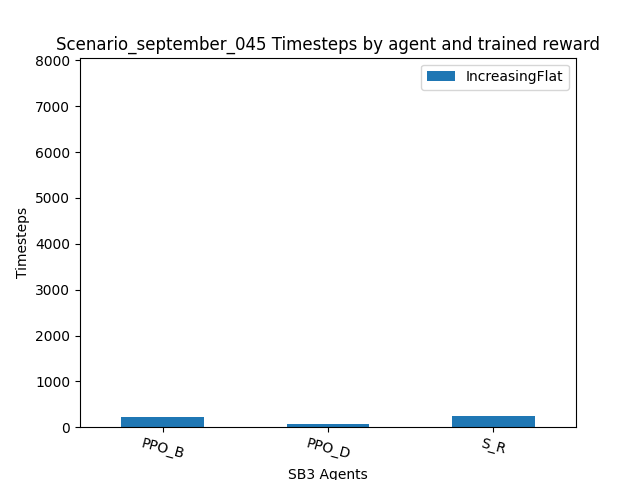 Scenario_september_045 Timesteps by agent and trained reward
IncreasingFlat
8000
7000
6000
5000
4000
3000
2000
1000
0
Timesteps
PPO_B
PPO_D
S_R
SB3 Agents